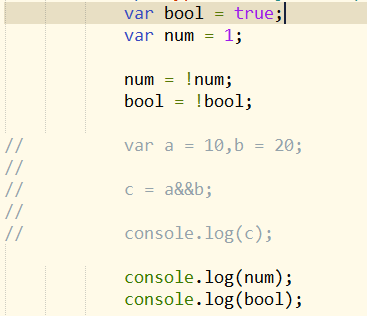 var bool = true;
var num = 1;
num = !num;
bool = !bool;
// var a = 10,b = 20;
//
// c = a&&b;
//
// console.log(c);
console.log(num);
console.log(bool);